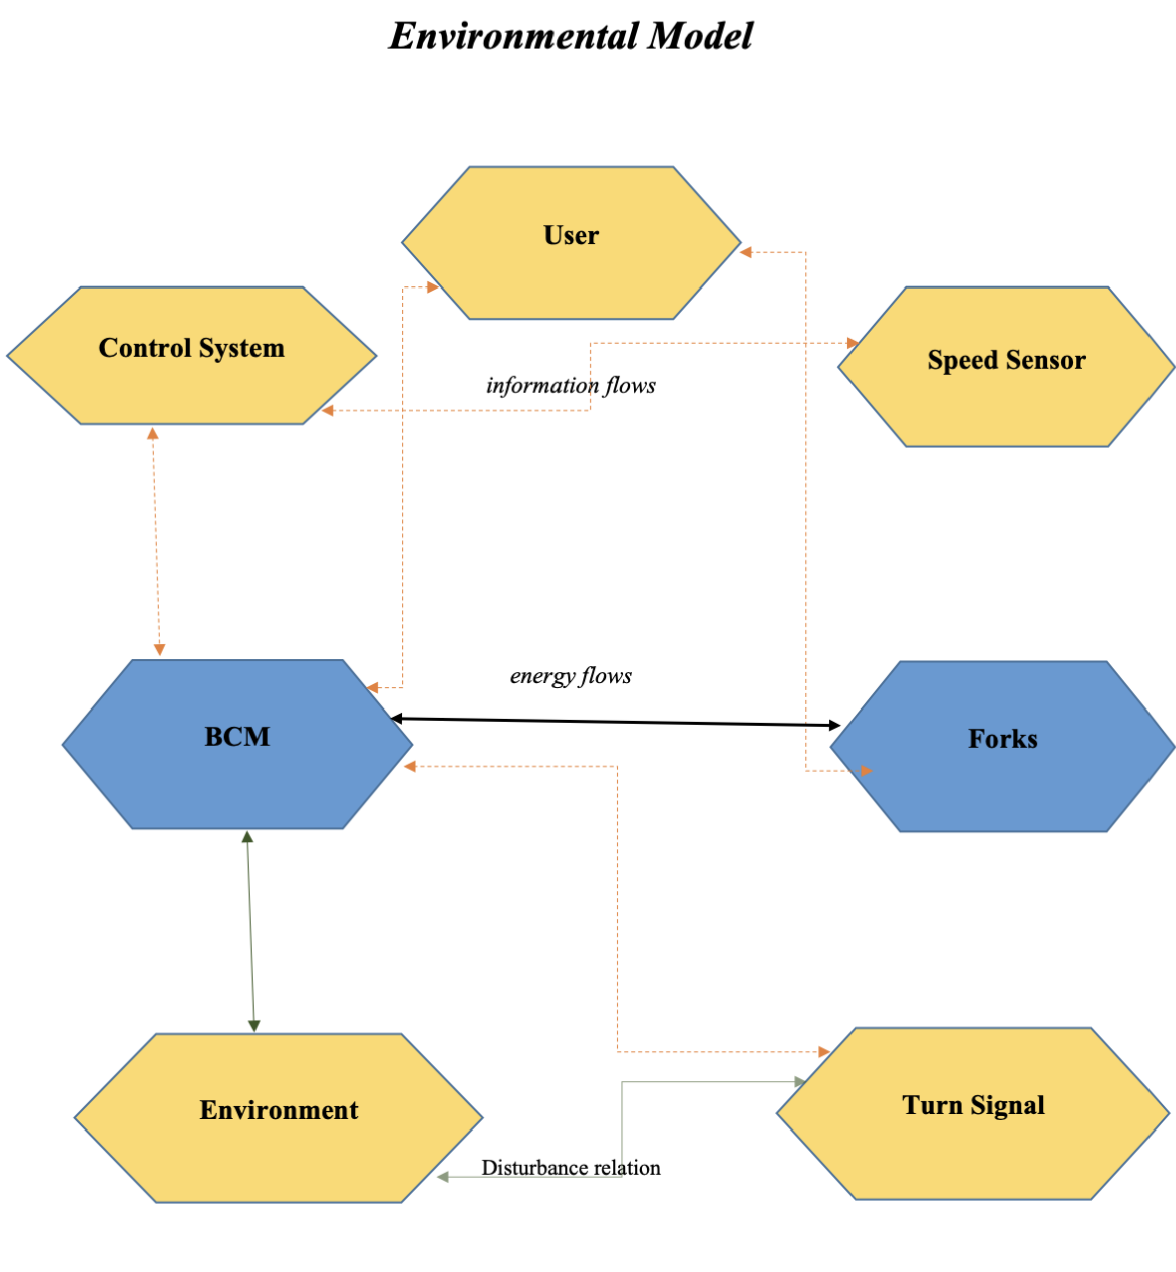 Environmental Model
User
Control System
Speed Sensor
information flows
energy flows
BCM
Forks
Environment
Turn Signal
Disturbance relation